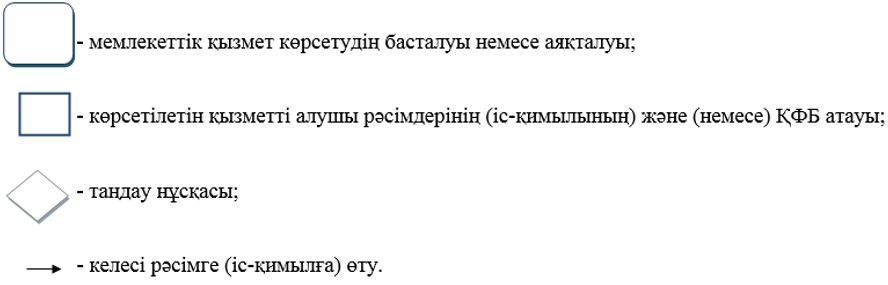 - мемлекеттік қызмет көрсетудің басталуы немесе аяқталуы;
- көрсетілетін қызметті алушы рәсімдерінің (іс-қимылының) және (немесе) ҚФБ атауы;
- таңдау нұсқасы;
- келесі рәсімге (іс-қимылға) өту.